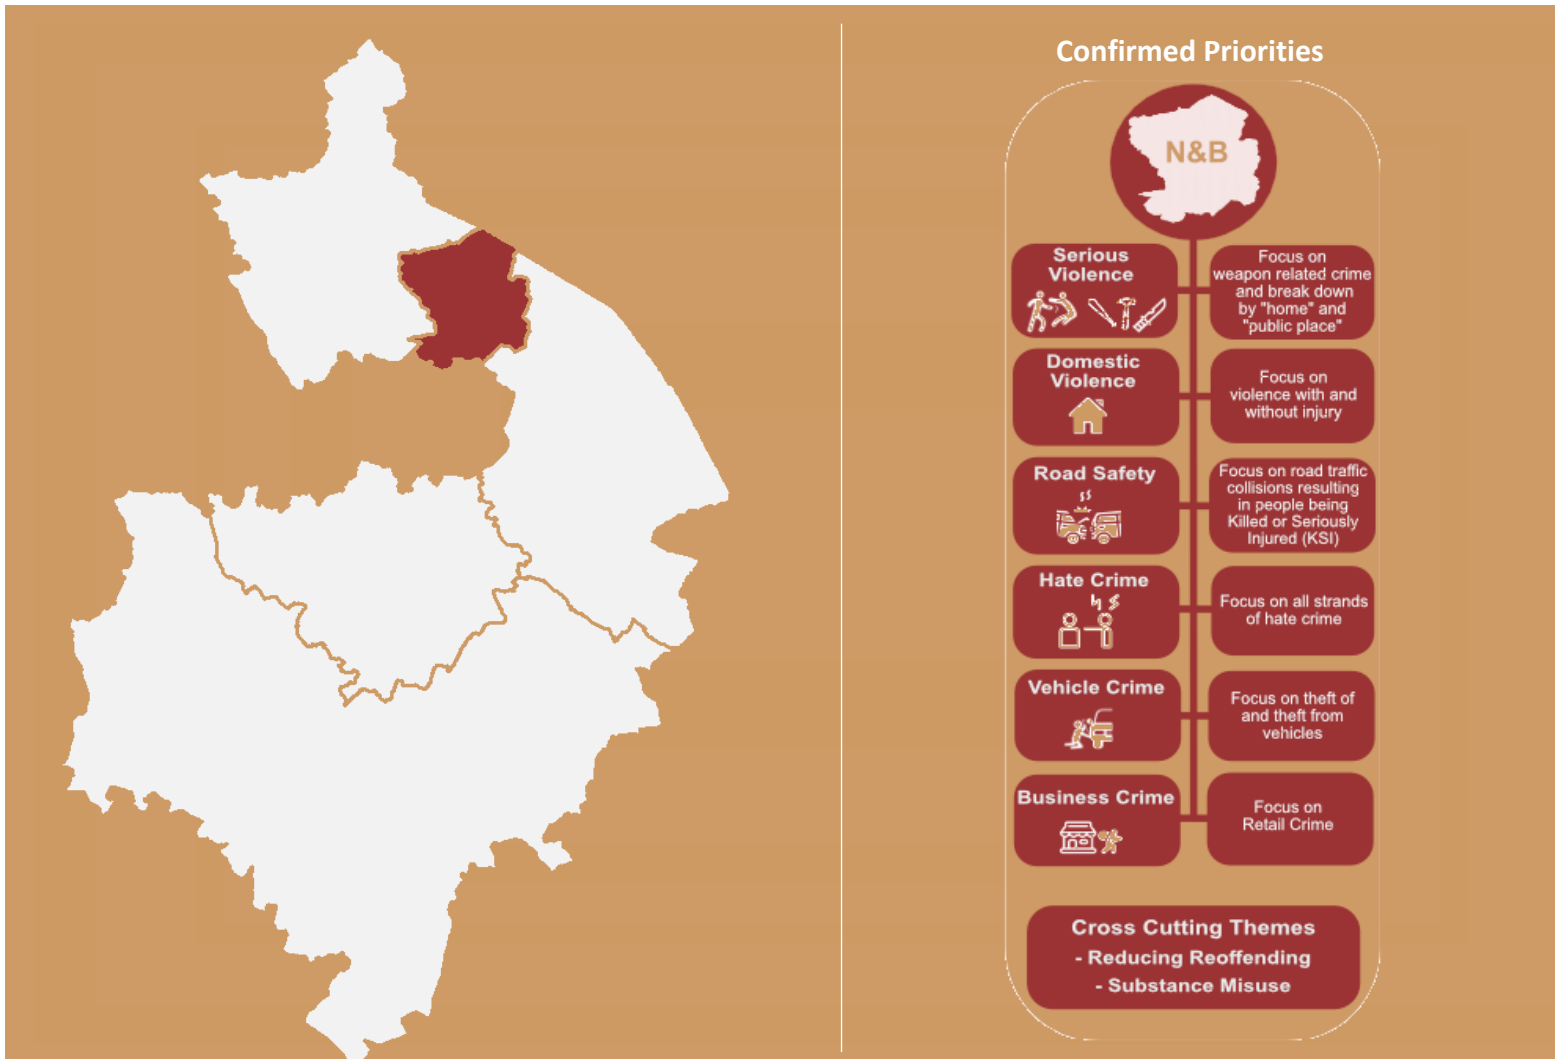 Confirmed Priorities
N&B
Serious
Violence
Focus on
weapon related crime
and break down
by "home" and
"public place"
Domestic
Violence
Focus on
violence with and
without injury
Road Safety
Focus on road traffic
collisions resulting
in people being
Killed or Seriously
Injured (KSI)
Hate Crime
Focus on all strands
of hate crime
Vehicle Crime
Focus on theft of
and theft from
vehicles
Business Crime
Focus on
Retail Crime
Cross Cutting Themes
- Reducing Reoffending
- Substance Misuse